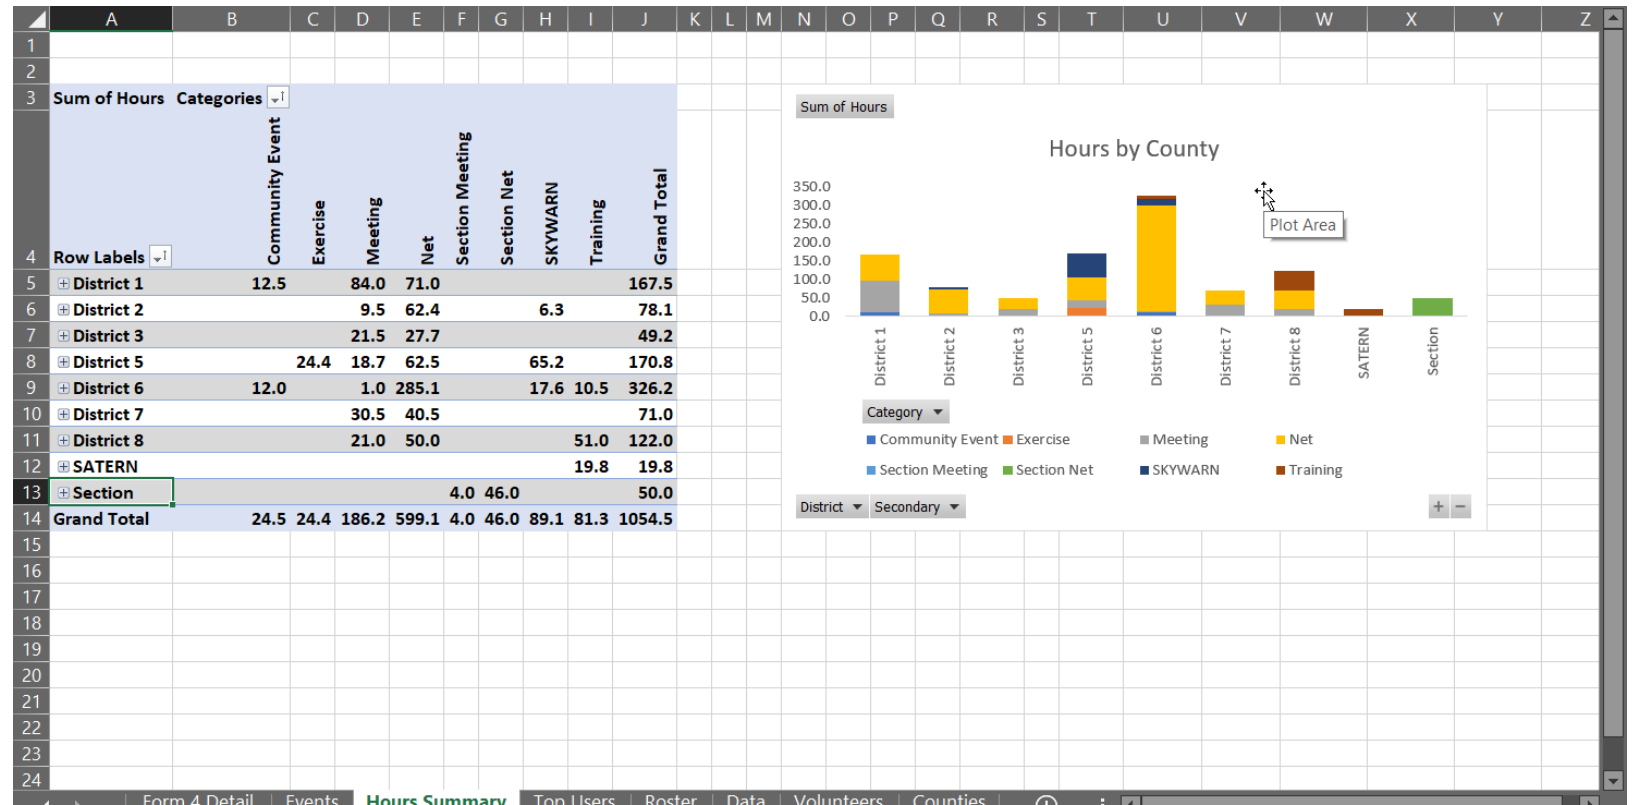 A B C D E F G H I J K L M N O P Q R S T U V W X Y Z
1
2
3 Sum of Hours Categories
4 Row Labels Community Event Exercise Meeting Net Section Meeting Section Net SKYWARN Training Grand Total
5 District 1 12.5 84.0 71.0 167.5
6 District 2 9.5 62.4 6.3 78.1
7 District 3 21.5 27.7 49.2
8 District 5 24.4 18.7 62.5 65.2 170.8
9 District 6 12.0 1.0 285.1 17.6 10.5 326.2
10 District 7 30.5 40.5 71.0
11 District 8 21.0 50.0 51.0 122.0
12 SATERN 19.8 19.8
13 Section 4.0 46.0 50.0
14 Grand Total 24.5 24.4 186.2 599.1 4.0 46.0 89.1 81.3 1054.5
15
16
17
18
19
20
21
22
23
24
Sum of Hours
Hours by County
350.0
300.0
250.0
200.0
150.0
100.0
50.0
0.0
Plot Area
District 1 District 2 District 3 District 5 District 6 District 7 District 8 SATERN Section
Category
Community Event Exercise Meeting Net
Section Meeting Section Net SKYWARN Training
District Secondary
Form 4 Detail Events Hours Summary Top Users Roster Data Volunteers Counties